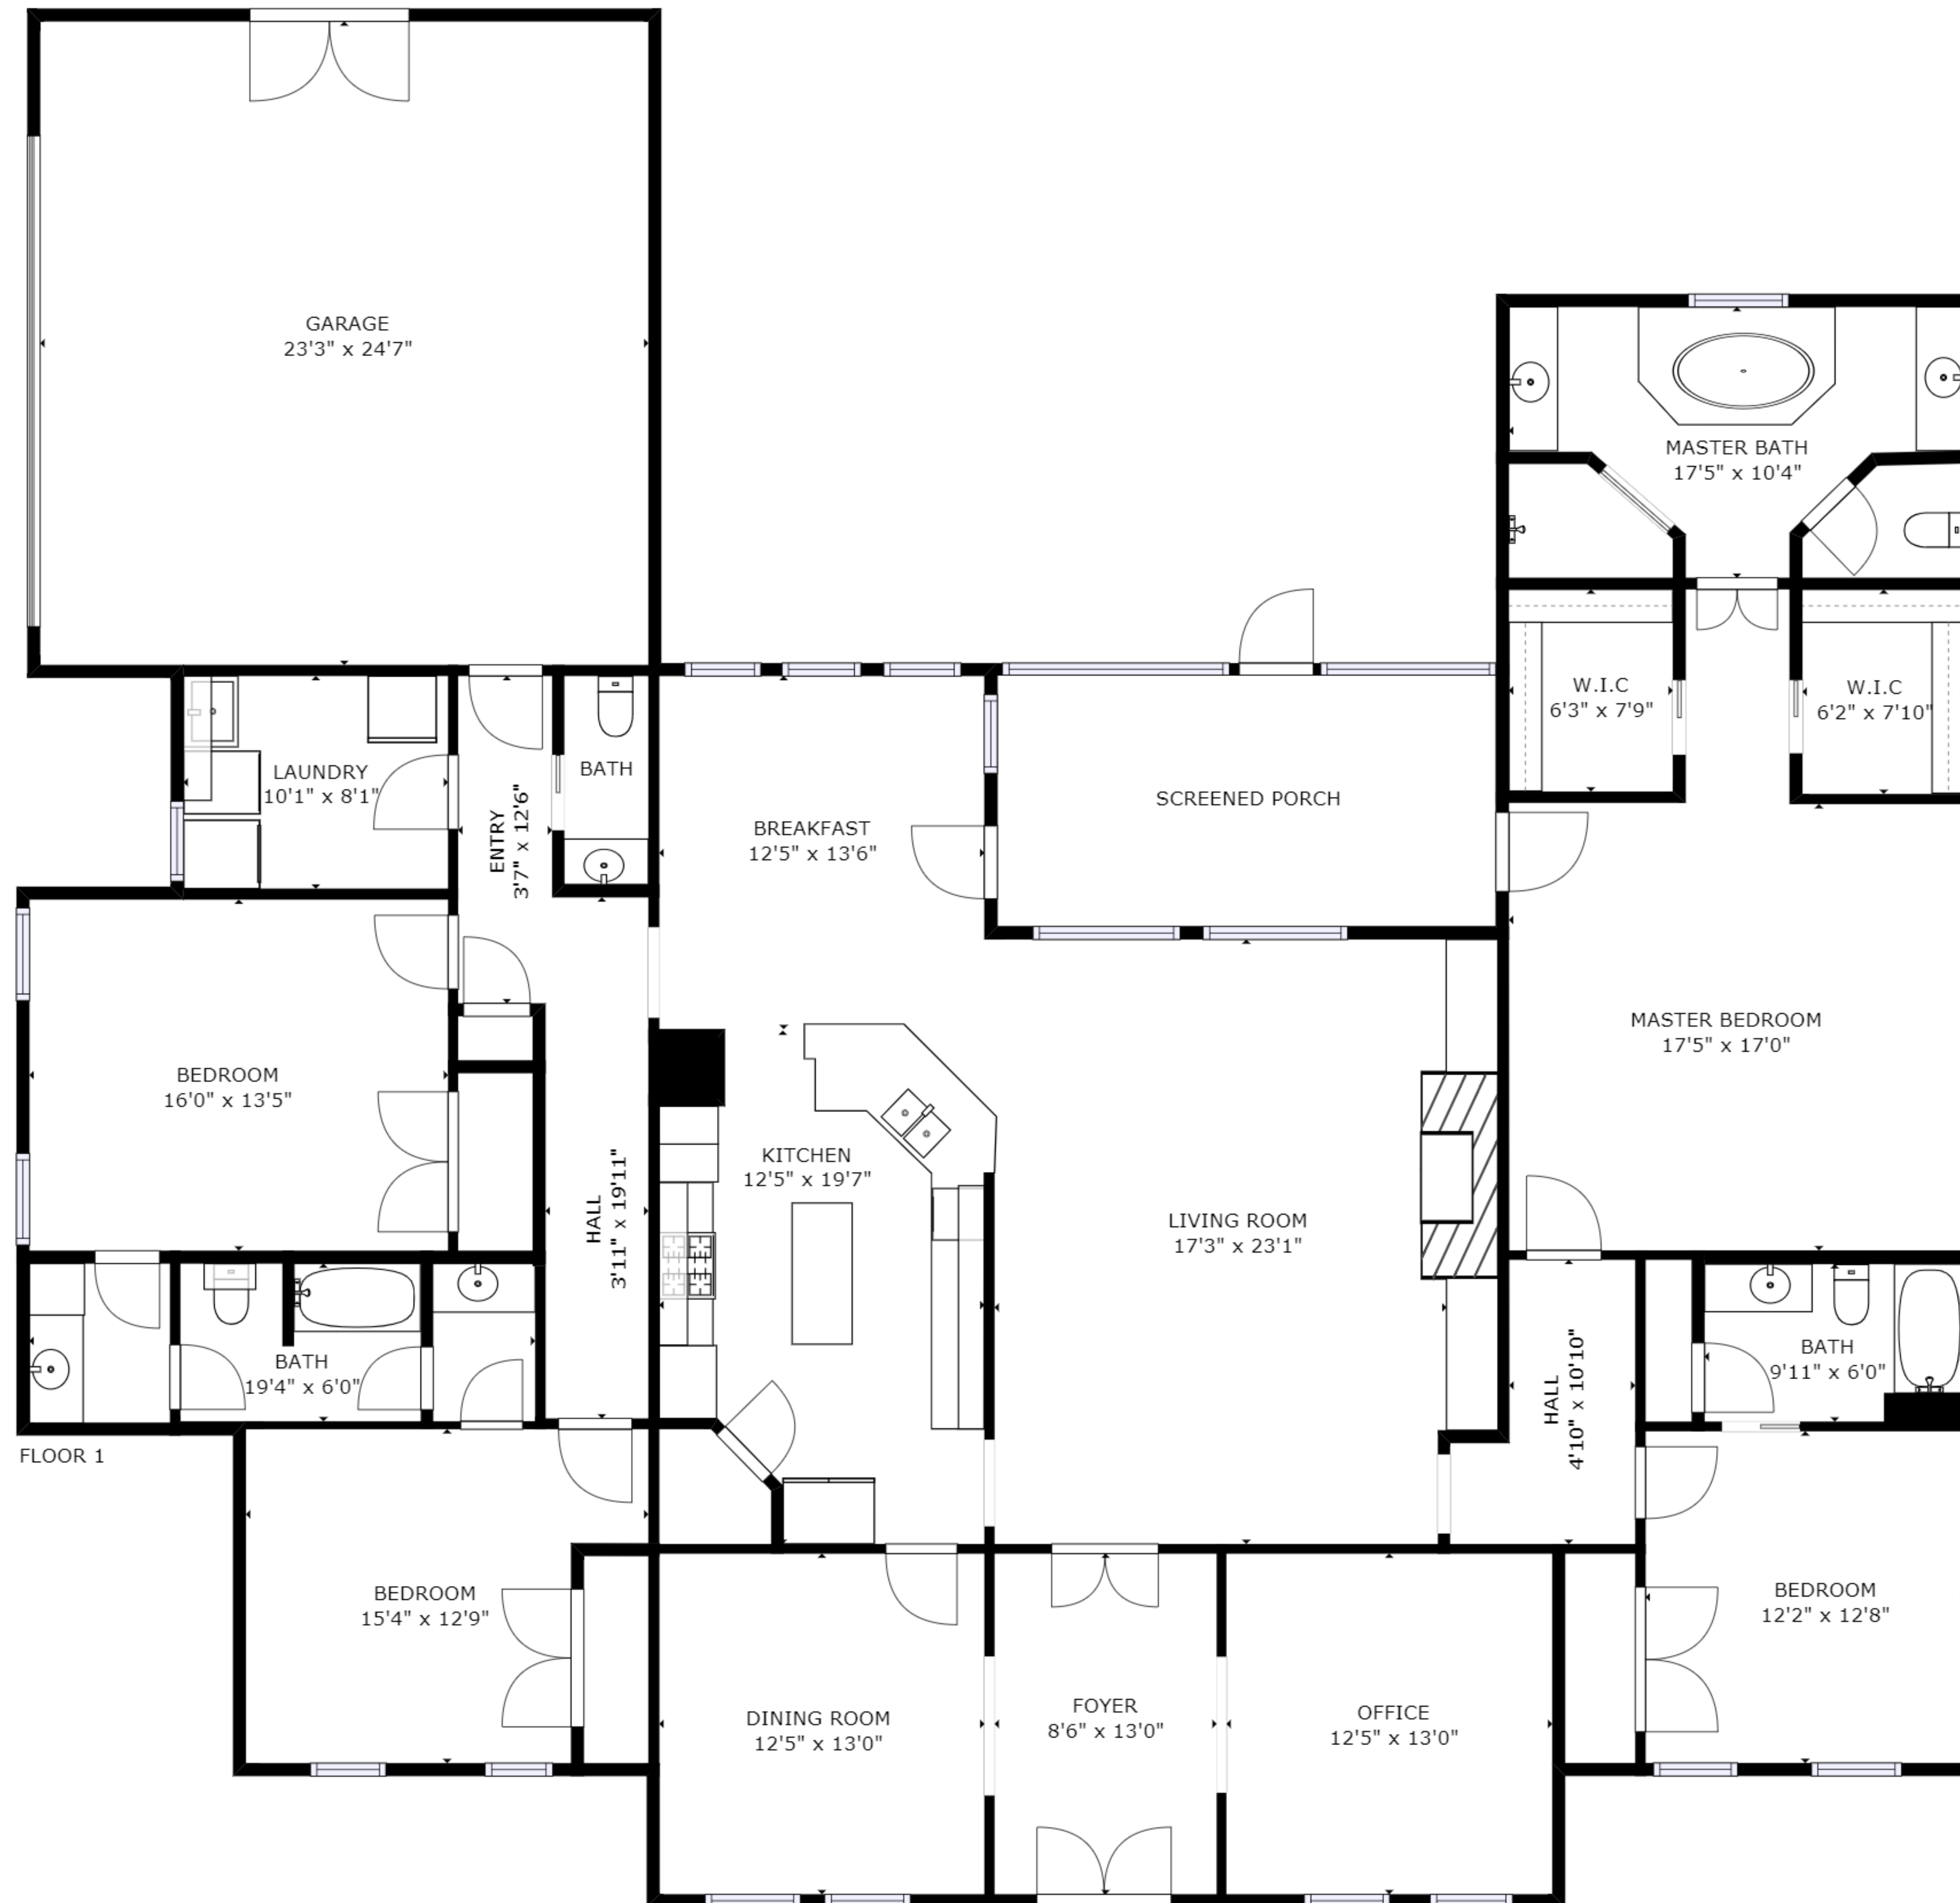 GARAGE
23'3" x 24'7"
MASTER BATH
17'5" x 10'4"
W.I.C
6'3" x 7'9"
W.I.C
6'2" x 7'10"
LAUNDRY
10'1" x 8'1"
ENTRY
3'7" x 12'6"
BATH
BREAKFAST
12'5" x 13'6"
SCREENED PORCH
MASTER BEDROOM
17'5" x 17'0"
BEDROOM
16'0" x 13'5"
HALL
3'11" x 19'11"
KITCHEN
12'5" x 19'7"
LIVING ROOM
17'3" x 23'1"
BATH
19'4" x 6'0"
HALL
4'10" x 10'10"
BATH
9'11" x 6'0"
FLOOR 1
BEDROOM
15'4" x 12'9"
BEDROOM
12'2" x 12'8"
DINING ROOM
12'5" x 13'0"
FOYER
8'6" x 13'0"
OFFICE
12'5" x 13'0"